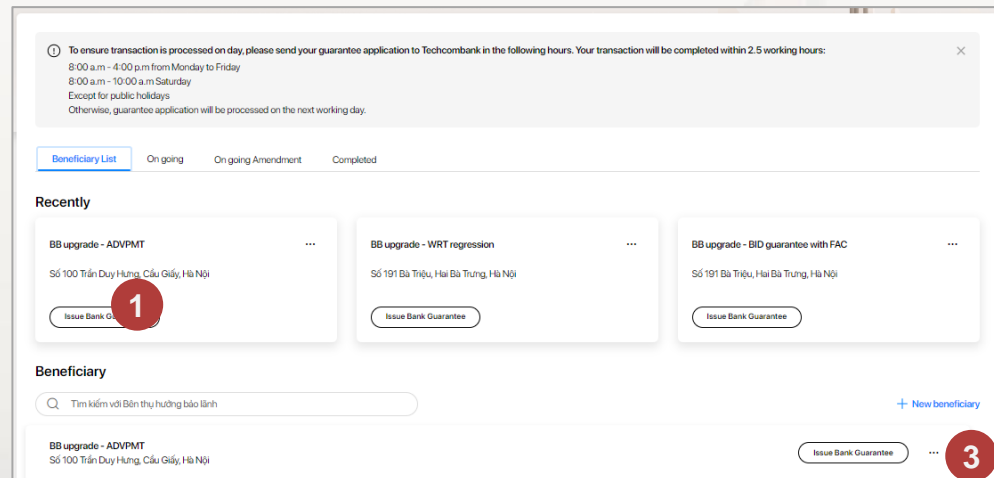 To ensure transaction is processed on day, please send your guarantee application to Techcombank in the following hours. Your transaction will be completed within 2.5 working hours:
8:00 a.m - 4:00 p.m from Monday to Friday
8:00 a.m - 10:00 a.m Saturday
Except for public holidays
Otherwise, guarantee application will be processed on the next working day.
Beneficiary List On going On going Amendment Completed
Recently
BB upgrade - ADVPMT ... BB upgrade - WRT regression ... BB upgrade - BID guarantee with FAC ...
Số 100 Trần Duy Hưng, Cầu Giấy, Hà Nội Số 191 Bà Triệu, Hai Bà Trưng, Hà Nội Số 191 Bà Triệu, Hai Bà Trưng, Hà Nội
1
Issue Bank Issue Bank Guarantee Issue Bank Guarantee
Beneficiary
Tìm kiếm với Bên thụ hưởng bảo lãnh + New beneficiary
BB upgrade - ADVPMT
Issue Bank Guarantee ... 3
Số 100 Trần Duy Hưng, Cầu Giấy, Hà Nội